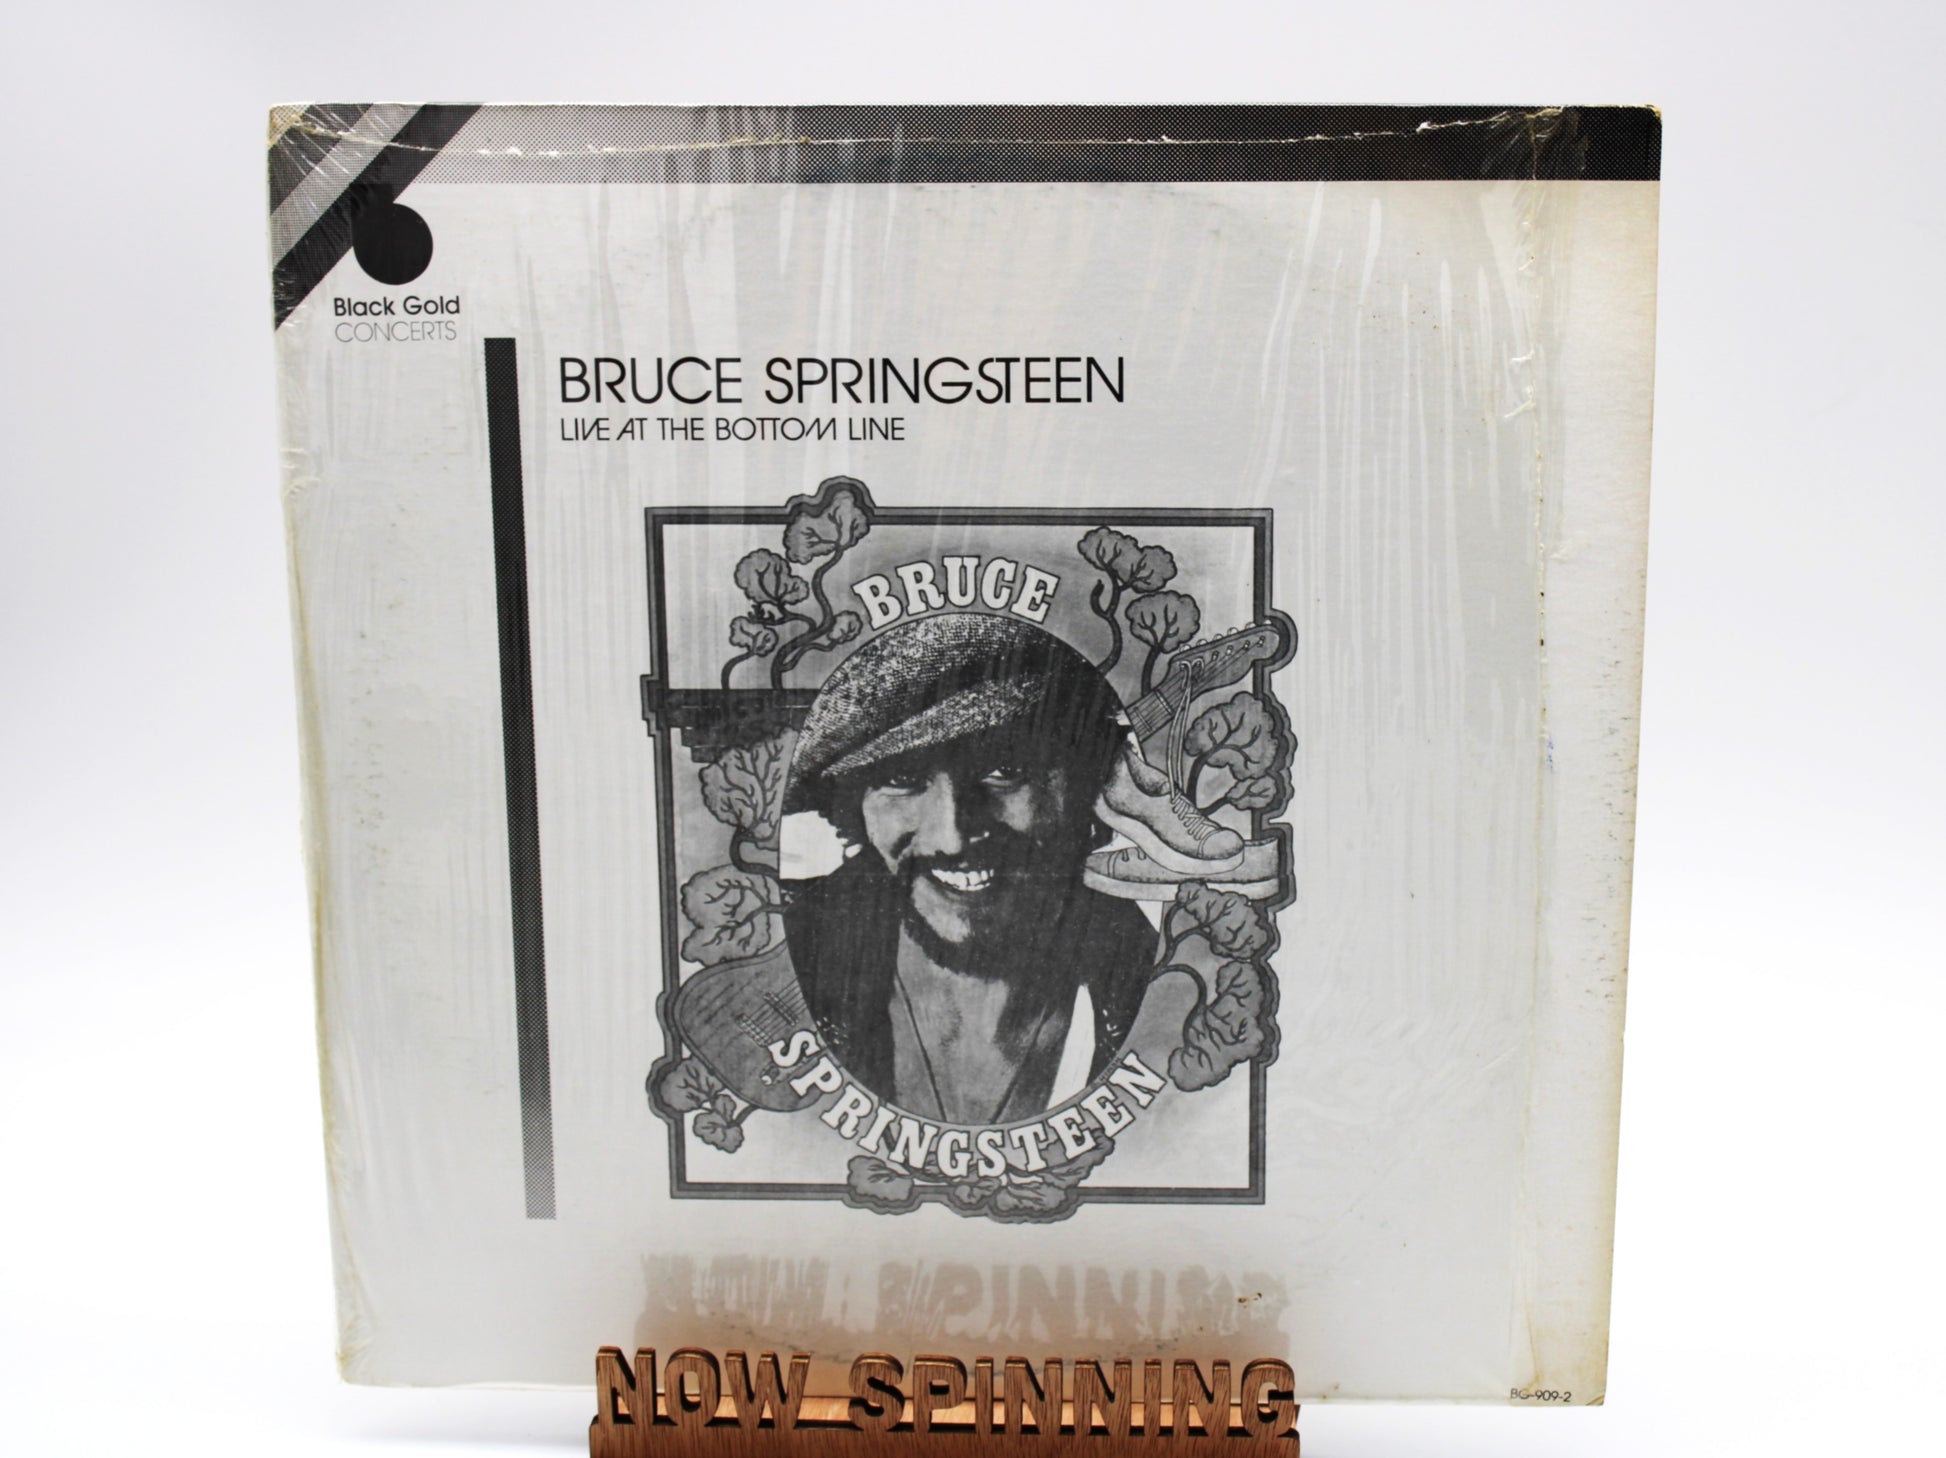 Black Gold
CONCERTS
BRUCE SPRINGSTEEN
LIVE AT THE BOTTOM LINE
BRUCE
SPRINGSTEEN
NOW SPINNING
BG-909-2